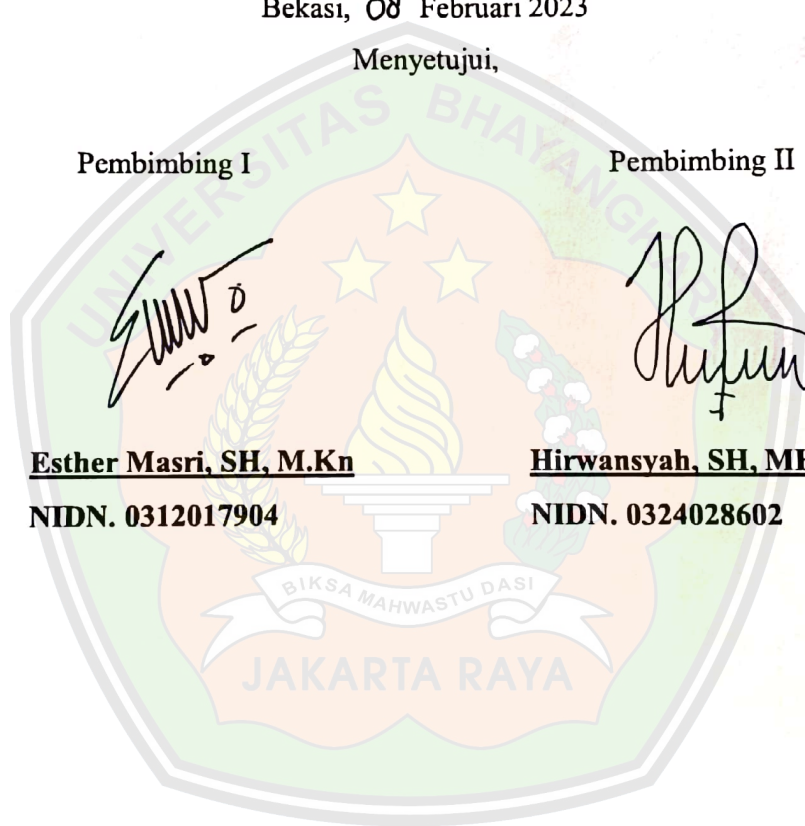 Bekasi, 08 Februari 2023
Menyetujui,
Pembimbing I Pembimbing II
Esther Masri, SH, M.Kn Hirwansyah, SH,
NIDN. 0312017904 NIDN. 0324028602
UNIVERSITAS BHAYANGKARA
BIKSA MAHWASTU DASI
JAKARTA RAYA